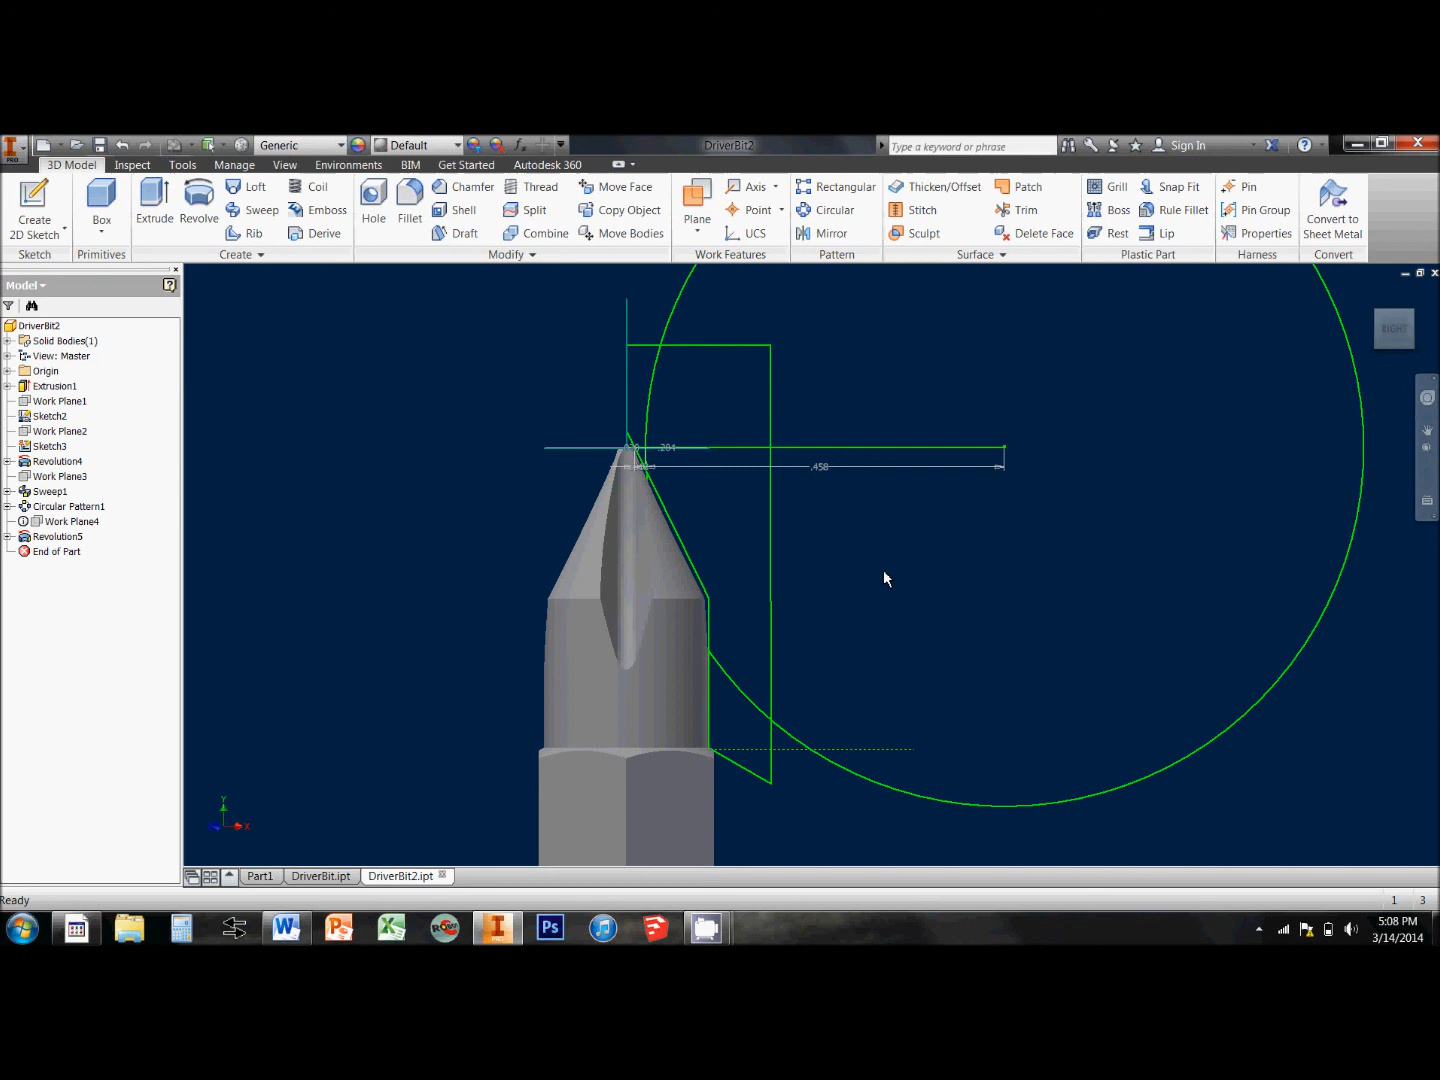 PRO
Generic
Default
fx
DriverBit2
Type a keyword or phrase
Sign In
3D Model
Inspect
Tools
Manage
View
Environments
BIM
Get Started
Autodesk 360
Create
2D Sketch
Box
Extrude
Revolve
Loft
Sweep
Rib
Coil
Emboss
Derive
Hole
Fillet
Chamfer
Shell
Draft
Thread
Split
Combine
Move Face
Copy Object
Move Bodies
Plane
Axis
Point
UCS
Rectangular
Circular
Mirror
Thicken/Offset
Stitch
Sculpt
Patch
Trim
Delete Face
Grill
Boss
Rest
Snap Fit
Rule Fillet
Lip
Pin
Pin Group
Properties
Convert to
Sheet Metal
Sketch
Primitives
Create
Modify
Work Features
Pattern
Surface
Plastic Part
Harness
Convert
Model
DriverBit2
Solid Bodies(1)
View: Master
Origin
Extrusion1
Work Plane1
Sketch2
Work Plane2
Sketch3
Revolution4
Work Plane3
Sweep1
Circular Pattern1
Work Plane4
Revolution5
End of Part
RIGHT
.204
.458
Y
X
Part1
DriverBit.ipt
DriverBit2.ipt
Ready
1 3
Ps
5:08 PM
3/14/2014